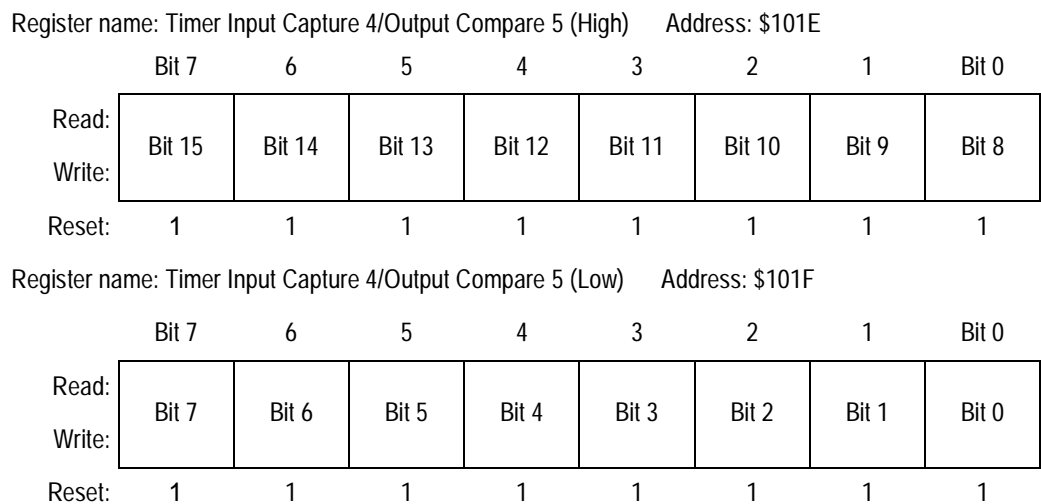 Register name: Timer Input Capture 4/Output Compare 5 (High) Address: $101E
Bit 7 6 5 4 3 2 1 Bit 0
Read:
Bit 15 Bit 14 Bit 13 Bit 12 Bit 11 Bit 10 Bit 9 Bit 8
Write:
Reset: 1 1 1 1 1 1 1 1
Register name: Timer Input Capture 4/Output Compare 5 (Low) Address: $101F
Bit 7 6 5 4 3 2 1 Bit 0
Read:
Bit 7 Bit 6 Bit 5 Bit 4 Bit 3 Bit 2 Bit 1 Bit 0
Write:
Reset: 1 1 1 1 1 1 1 1